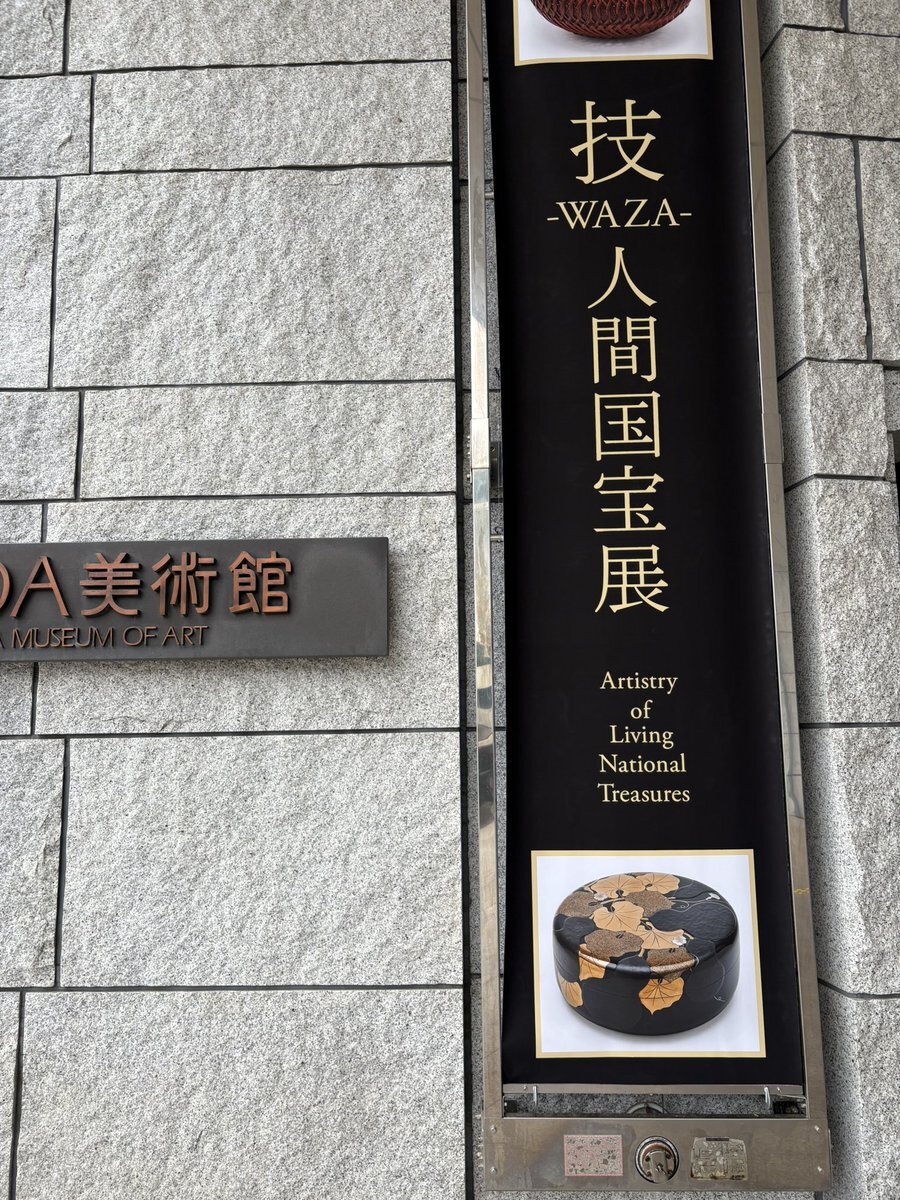 DA美術館
A MUSEUM OF ART
技
-WAZA-
人間国宝展
Artistry
of
Living
National
Treasures